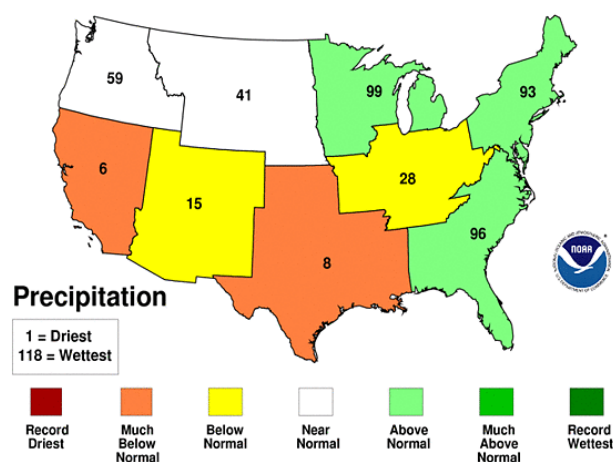 59
41
99
93
6
15
28
8
96
NOAA
Precipitation
1 = Driest
118 = Wettest
Record
Driest
Much
Below
Normal
Below
Normal
Near
Normal
Above
Normal
Much
Above
Normal
Record
Wettest